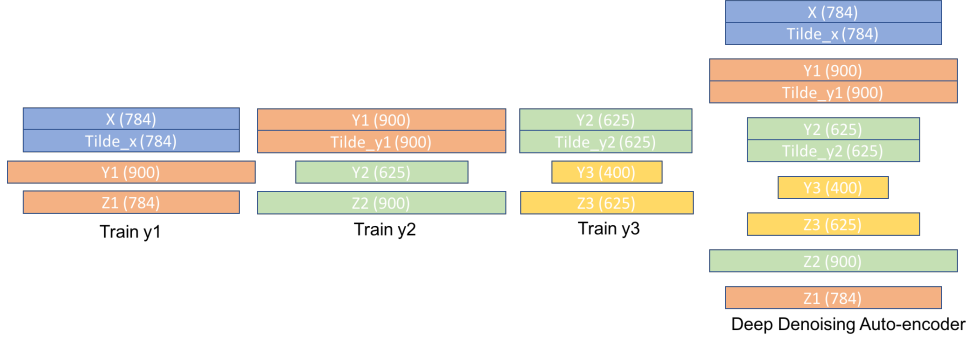 X (784)
Tilde_x (784)
Y1 (900)
Z1 (784)
Train y1
Y1 (900)
Tilde_y1 (900)
Y2 (625)
Z2 (900)
Train y2
Y2 (625)
Tilde_y2 (625)
Y3 (400)
Z3 (625)
Train y3
X (784)
Tilde_x (784)
Y1 (900)
Tilde_y1 (900)
Y2 (625)
Tilde_y2 (625)
Y3 (400)
Z3 (625)
Z2 (900)
Z1 (784)
Deep Denoising Auto-encoder